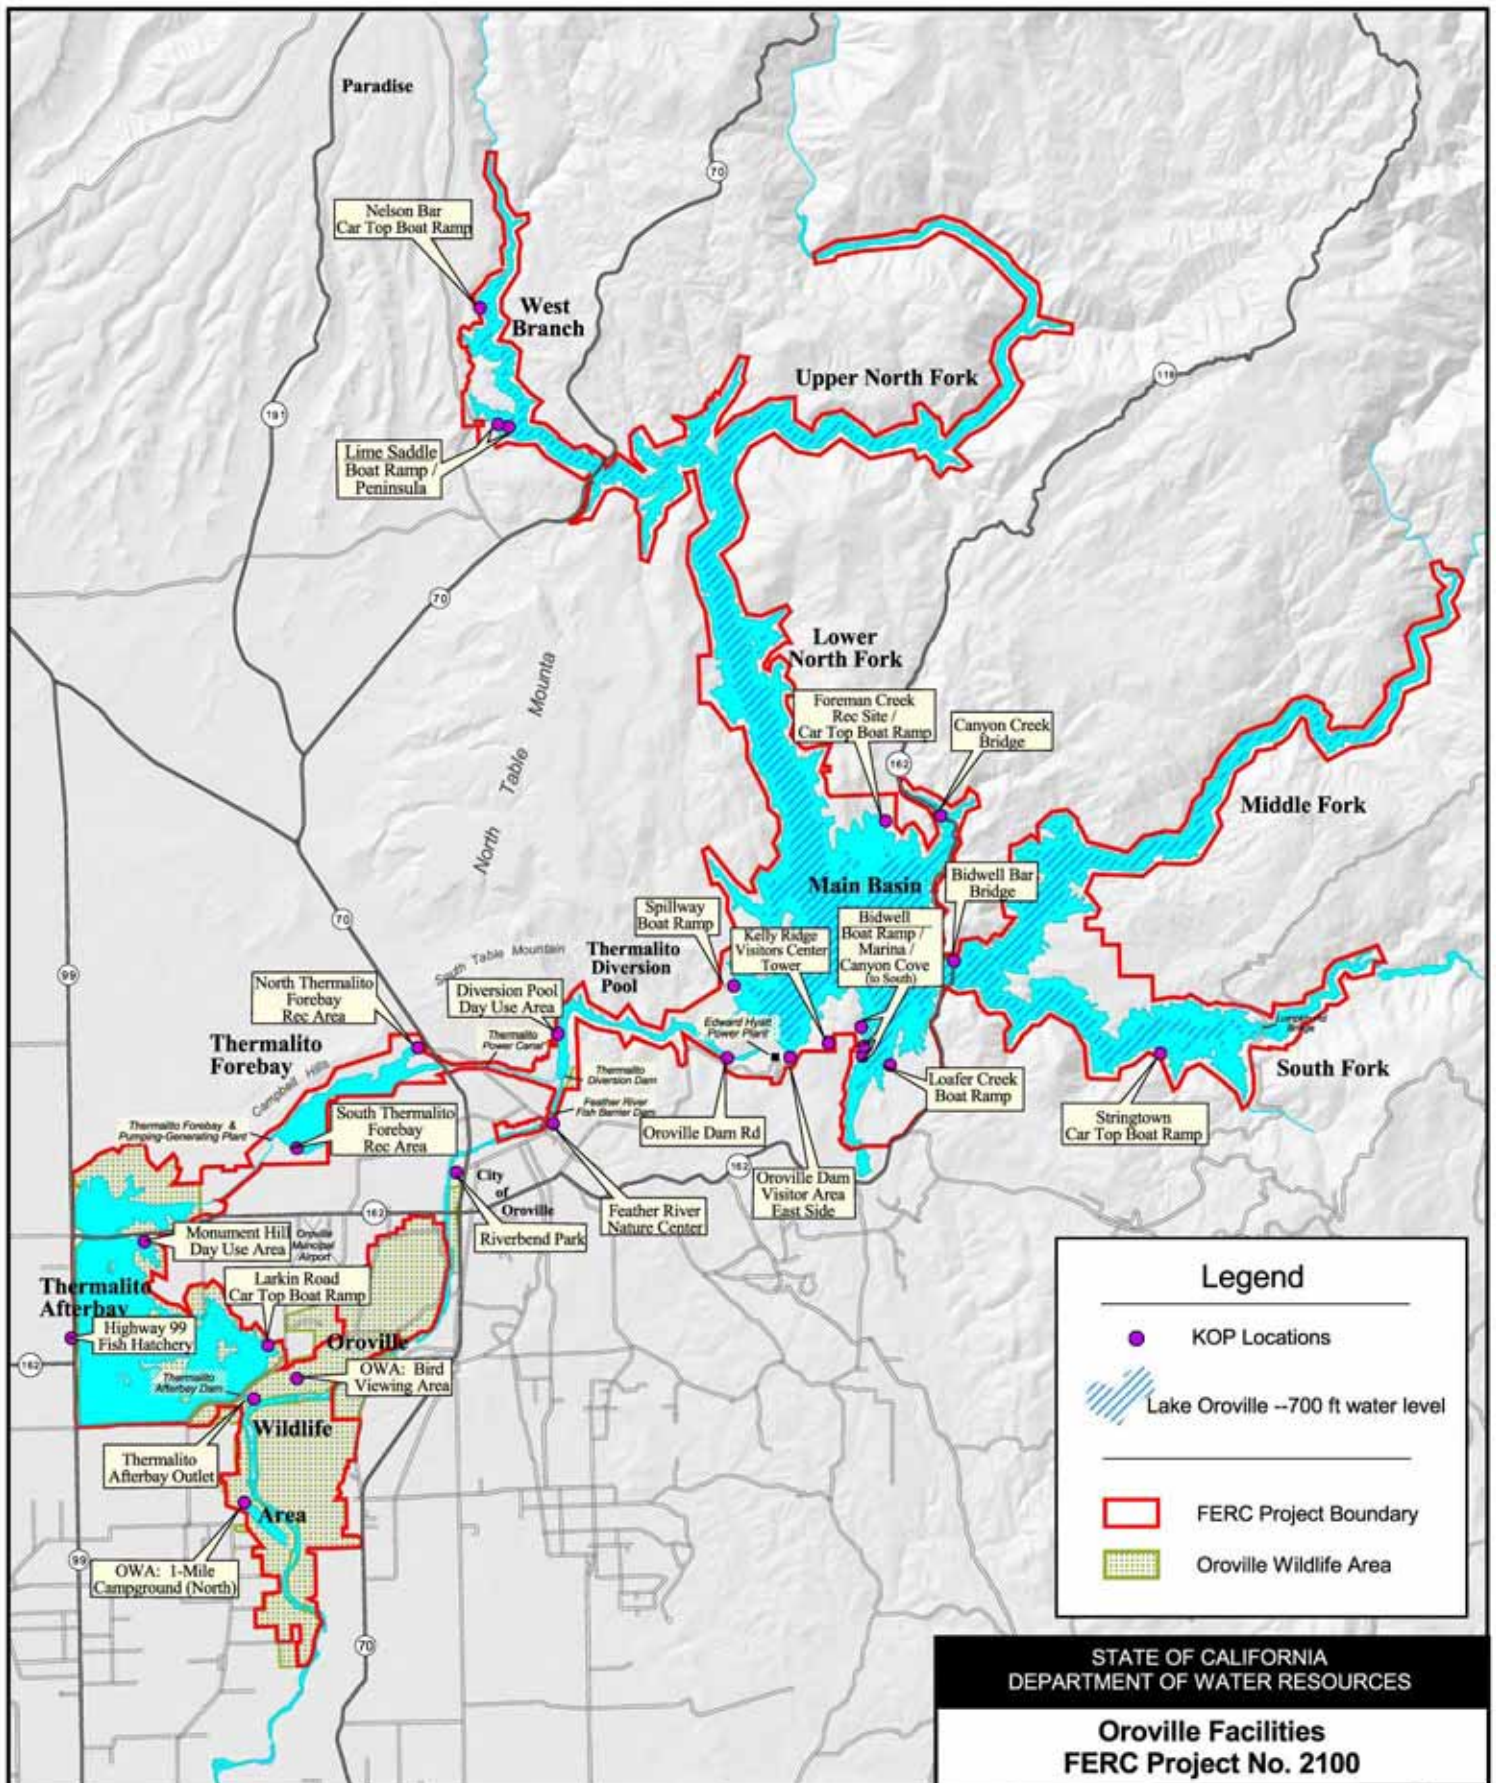 Paradise
70
Nelson Bar
Car Top Boat Ramp
West
Branch
Upper North Fork
119
191
Lime Saddle
Boat Ramp /
Peninsula
70
North Table Mounta
Lower
North Fork
Foreman Creek
Rec Site /
Car Top Boat Ramp
Canyon Creek
Bridge
162
Middle Fork
Main Basin
Bidwell Bar
Bridge
70
Spillway
Boat Ramp
Bidwell
Boat Ramp /
Marina /
Canyon Cove
(to South)
Kelly Ridge
Visitors Center
Tower
South Table Mountain
Thermalito
Diversion
Pool
99
North Thermalito
Forebay
Rec Area
Diversion Pool
Day Use Area
Edward Hyatt
Power Plant
Thermalito
Power Canal
Thermalito
Forebay
Campbell Hills
Thermalito
Diversion Dam
South Fork
Loafer Creek
Boat Ramp
Feather River
Fish Barrier Dam
Thermalito Forebay &
Pumping-Generating Plant
South Thermalito
Forebay
Rec Area
Oroville Dam Rd
Stringtown
Car Top Boat Ramp
162
City
of
Oroville
Oroville Dam
Visitor Area
East Side
Feather River
Nature Center
Riverbend Park
162
Monument Hill
Day Use Area
Oroville
Municipal
Airport
Thermalito
Afterbay
Larkin Road
Car Top Boat Ramp
Highway 99
Fish Hatchery
Oroville
162
OWA: Bird
Viewing Area
Thermalito
Afterbay Dam
Wildlife
Thermalito
Afterbay Outlet
Area
99
OWA: 1-Mile
Campground (North)
70
Legend
KOP Locations
Lake Oroville --700 ft water level
FERC Project Boundary
Oroville Wildlife Area
STATE OF CALIFORNIA
DEPARTMENT OF WATER RESOURCES
Oroville Facilities
FERC Project No. 2100